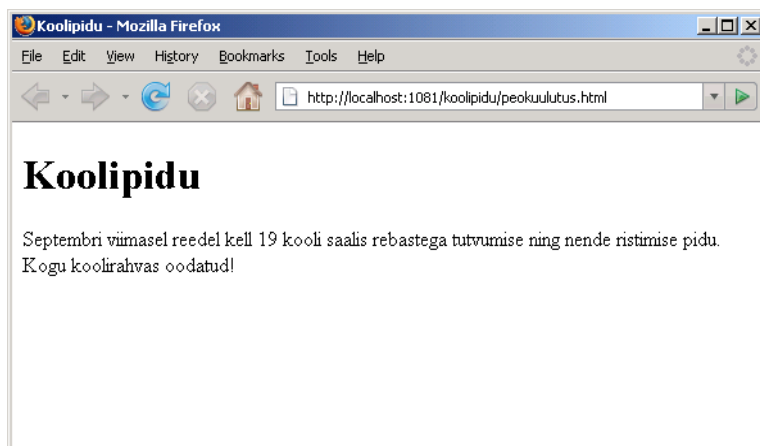 Koolipidu - Mozilla Firefox
File Edit View History Bookmarks Tools Help
http://localhost:1081/koolipidu/peokuulutus.html
Koolipidu
Septembri viimasel reedel kell 19 kooli saalis rebastega tutvumise ning nende ristimise pidu.
Kogu koolirahvas oodatud!